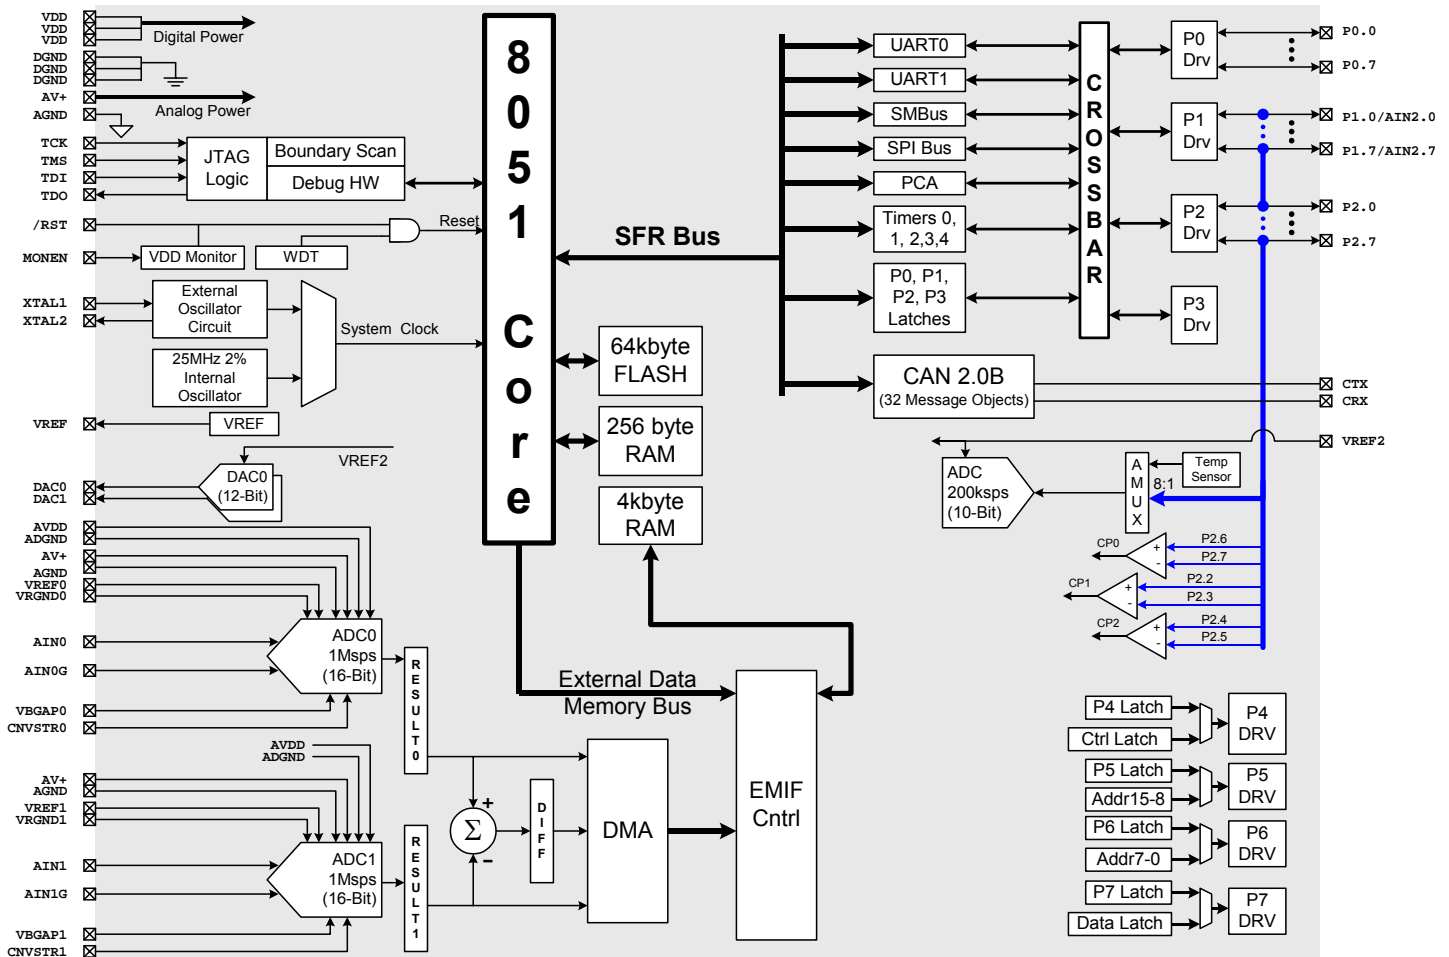 VDD
VDD
VDD
Digital Power
DGND
DGND
DGND
AV+
Analog Power
AGND
TCK
TMS
TDI
TDO
JTAG
Logic
Boundary Scan
Debug HW
/RST
Reset
MONEN
VDD Monitor
WDT
XTAL1
XTAL2
External
Oscillator
Circuit
System Clock
25MHz 2%
Internal
Oscillator
VREF
VREF
VREF2
DAC0
DAC1
DAC0
(12-Bit)
AVDD
ADGND
AV+
AGND
VREF0
VRGND0
AIN0
AIN0G
VBGAP0
CNVSTR0
ADC0
1Msps
(16-Bit)
RESULT0
AVDD
ADGND
AV+
AGND
VREF1
VRGND1
AIN1
AIN1G
VBGAP1
CNVSTR1
ADC1
1Msps
(16-Bit)
RESULT1
+
Σ
−
DIFF
DMA
8051 Core
SFR Bus
64kbyte
FLASH
256 byte
RAM
4kbyte
RAM
External Data
Memory Bus
EMIF
Cntrl
UART0
UART1
SMBus
SPI Bus
PCA
Timers 0,
1, 2,3,4
P0, P1,
P2, P3
Latches
CAN 2.0B
(32 Message Objects)
CROSSBAR
P0
Drv
P1
Drv
P2
Drv
P3
Drv
P0.0
P0.7
P1.0/AIN2.0
P1.7/AIN2.7
P2.0
P2.7
CTX
CRX
VREF2
ADC
200ksps
(10-Bit)
AMUX
8:1
Temp
Sensor
CP0
+
-
P2.6
P2.7
CP1
+
-
P2.2
P2.3
CP2
+
-
P2.4
P2.5
P4 Latch
Ctrl Latch
P4
DRV
P5 Latch
Addr15-8
P5
DRV
P6 Latch
Addr7-0
P6
DRV
P7 Latch
Data Latch
P7
DRV